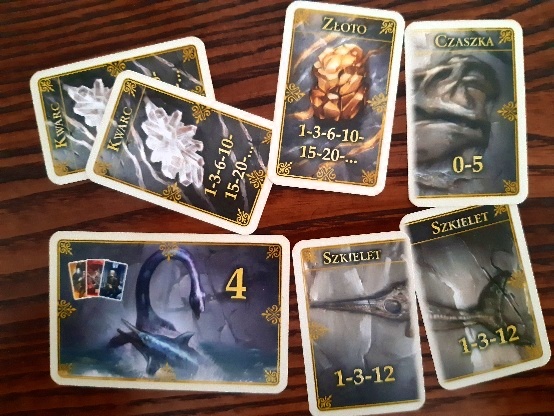 KWARC
KWARC
1-3-6-10-
15-20-...
ZŁOTO
1-3-6-10-
15-20-...
CZASZKA
0-5
4
SZKIELET
1-3-12
SZKIELET
1-3-12